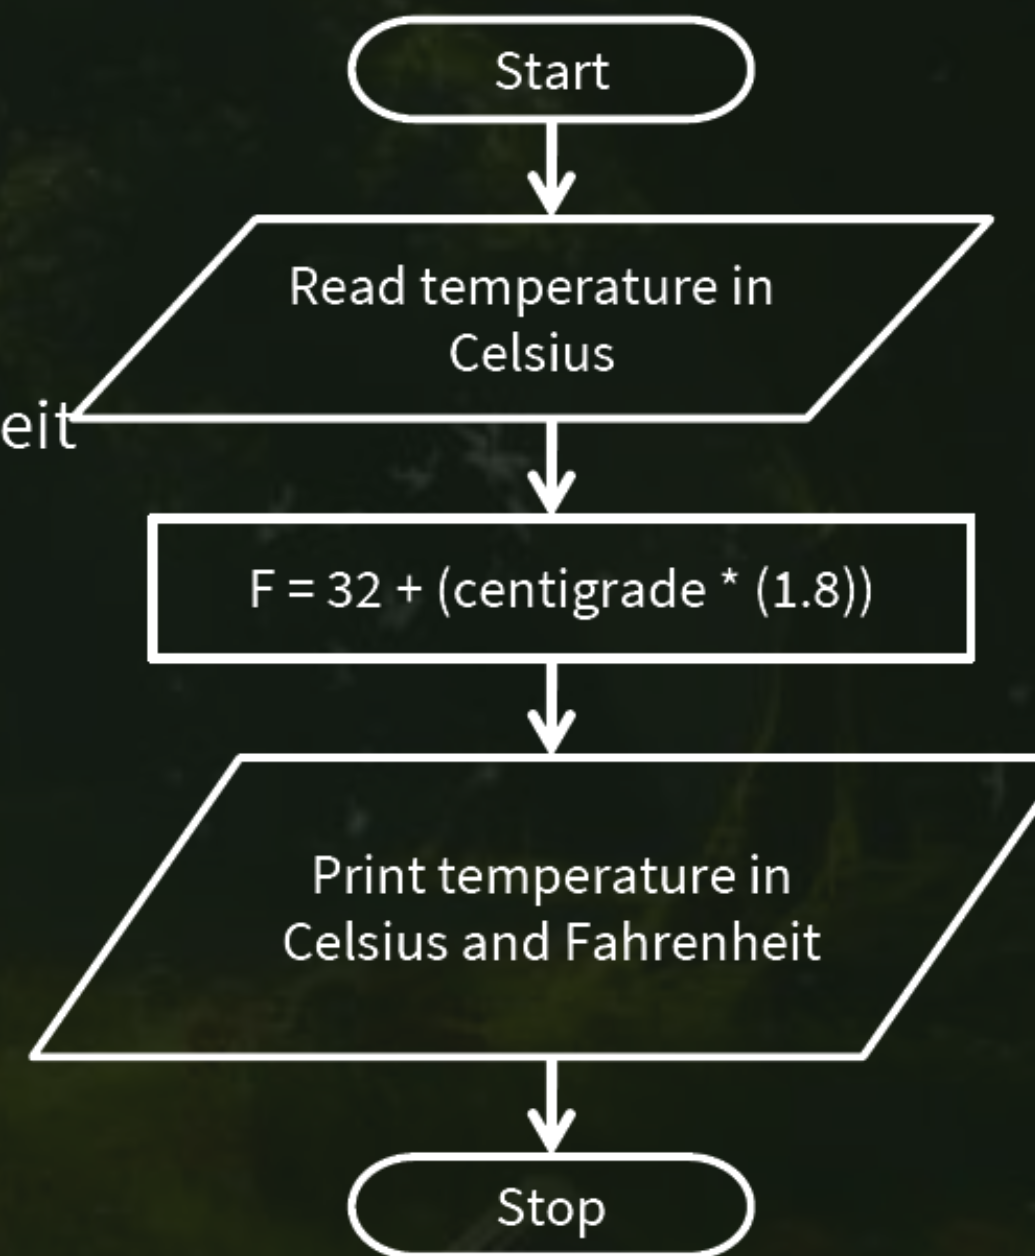 Start
Read temperature in
Celsius
eit
F = 32 + (centigrade * (1.8))
Print temperature in
Celsius and Fahrenheit
Stop